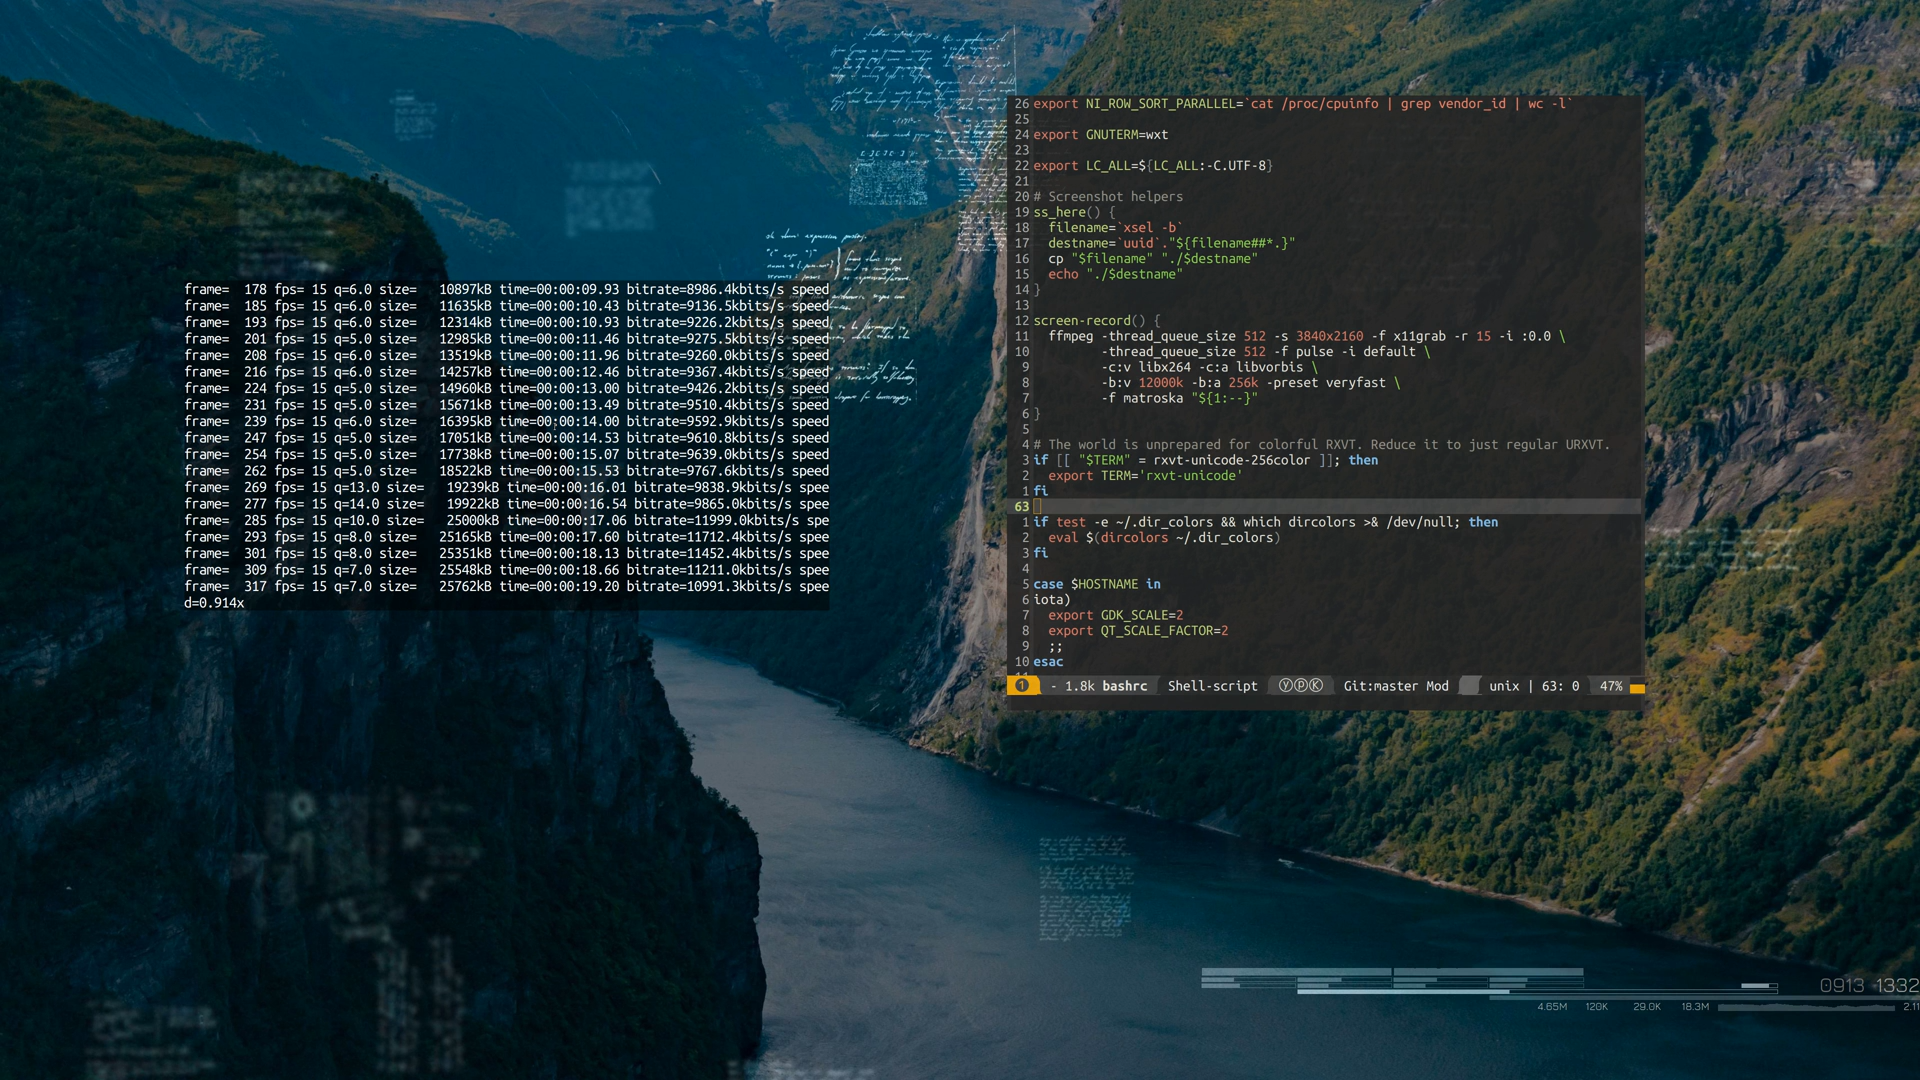 frame=  178 fps= 15 q=6.0 size=   10897kB time=00:00:09.93 bitrate=8986.4kbits/s speed
frame=  185 fps= 15 q=6.0 size=   11635kB time=00:00:10.43 bitrate=9136.5kbits/s speed
frame=  193 fps= 15 q=6.0 size=   12314kB time=00:00:10.93 bitrate=9226.2kbits/s speed
frame=  201 fps= 15 q=5.0 size=   12985kB time=00:00:11.46 bitrate=9275.5kbits/s speed
frame=  208 fps= 15 q=6.0 size=   13519kB time=00:00:11.96 bitrate=9260.0kbits/s speed
frame=  216 fps= 15 q=6.0 size=   14257kB time=00:00:12.46 bitrate=9367.4kbits/s speed
frame=  224 fps= 15 q=5.0 size=   14960kB time=00:00:13.00 bitrate=9426.2kbits/s speed
frame=  231 fps= 15 q=5.0 size=   15671kB time=00:00:13.49 bitrate=9510.4kbits/s speed
frame=  239 fps= 15 q=6.0 size=   16395kB time=00:00:14.00 bitrate=9592.9kbits/s speed
frame=  247 fps= 15 q=5.0 size=   17051kB time=00:00:14.53 bitrate=9610.8kbits/s speed
frame=  254 fps= 15 q=5.0 size=   17738kB time=00:00:15.07 bitrate=9639.0kbits/s speed
frame=  262 fps= 15 q=5.0 size=   18522kB time=00:00:15.53 bitrate=9767.6kbits/s speed
frame=  269 fps= 15 q=13.0 size=   19239kB time=00:00:16.01 bitrate=9838.9kbits/s spee
frame=  277 fps= 15 q=14.0 size=   19922kB time=00:00:16.54 bitrate=9865.0kbits/s spee
frame=  285 fps= 15 q=10.0 size=   25000kB time=00:00:17.06 bitrate=11999.0kbits/s spe
frame=  293 fps= 15 q=8.0 size=   25165kB time=00:00:17.60 bitrate=11712.4kbits/s spee
frame=  301 fps= 15 q=8.0 size=   25351kB time=00:00:18.13 bitrate=11452.4kbits/s spee
frame=  309 fps= 15 q=7.0 size=   25548kB time=00:00:18.66 bitrate=11211.0kbits/s spee
frame=  317 fps= 15 q=7.0 size=   25762kB time=00:00:19.20 bitrate=10991.3kbits/s spee
d=0.914x
26 export NI_ROW_SORT_PARALLEL=`cat /proc/cpuinfo | grep vendor_id | wc -l`
25
24 export GNUTERM=wxt
23
22 export LC_ALL=${LC_ALL:-C.UTF-8}
21
20 # Screenshot helpers
19 ss_here() {
18   filename=`xsel -b`
17   destname=`uuid`."${filename##*.}"
16   cp "$filename" "./$destname"
15   echo "./$destname"
14 }
13
12 screen-record() {
11   ffmpeg -thread_queue_size 512 -s 3840x2160 -f x11grab -r 15 -i :0.0 \
10          -thread_queue_size 512 -f pulse -i default \
9          -c:v libx264 -c:a libvorbis \
8          -b:v 12000k -b:a 256k -preset veryfast \
7          -f matroska "${1:--}"
6 }
5
4 # The world is unprepared for colorful RXVT. Reduce it to just regular URXVT.
3 if [[ "$TERM" = rxvt-unicode-256color ]]; then
2   export TERM='rxvt-unicode'
1 fi
63
1 if test -e ~/.dir_colors && which dircolors >& /dev/null; then
2   eval $(dircolors ~/.dir_colors)
3 fi
4
5 case $HOSTNAME in
6 iota)
7   export GDK_SCALE=2
8   export QT_SCALE_FACTOR=2
9   ;;
10 esac
❶ - 1.8k bashrc Shell-script ⓨⓟⓀ Git:master Mod unix | 63: 0 47%
0913 1332
4.65M 120K 29.0K 18.3M 2.11